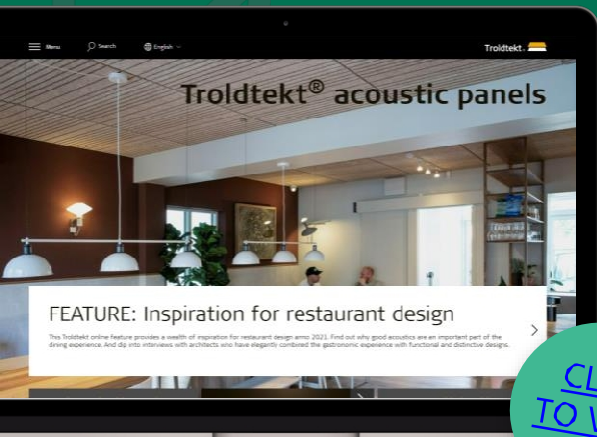 Menu
Search
English
Troldtekt
Troldtekt® acoustic panels
FEATURE: Inspiration for restaurant design
This Troldtekt online feature provides a wealth of inspiration for restaurant design anno 2021. Find out why good acoustics are an important part of the
dining experience. And dip into interviews with architects who have elegantly combined the gastronomic experience with functional and distinctive designs.
TO